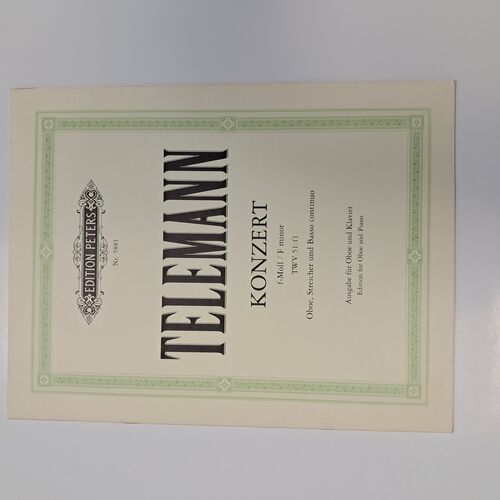 EDITION PETERS
Nr. 5881
TELEMANN
KONZERT
f-Moll / F minor
TWV 51:f1
Oboe, Streicher und Basso continuo
Ausgabe für Oboe und Klavier
Edition for Oboe and Piano